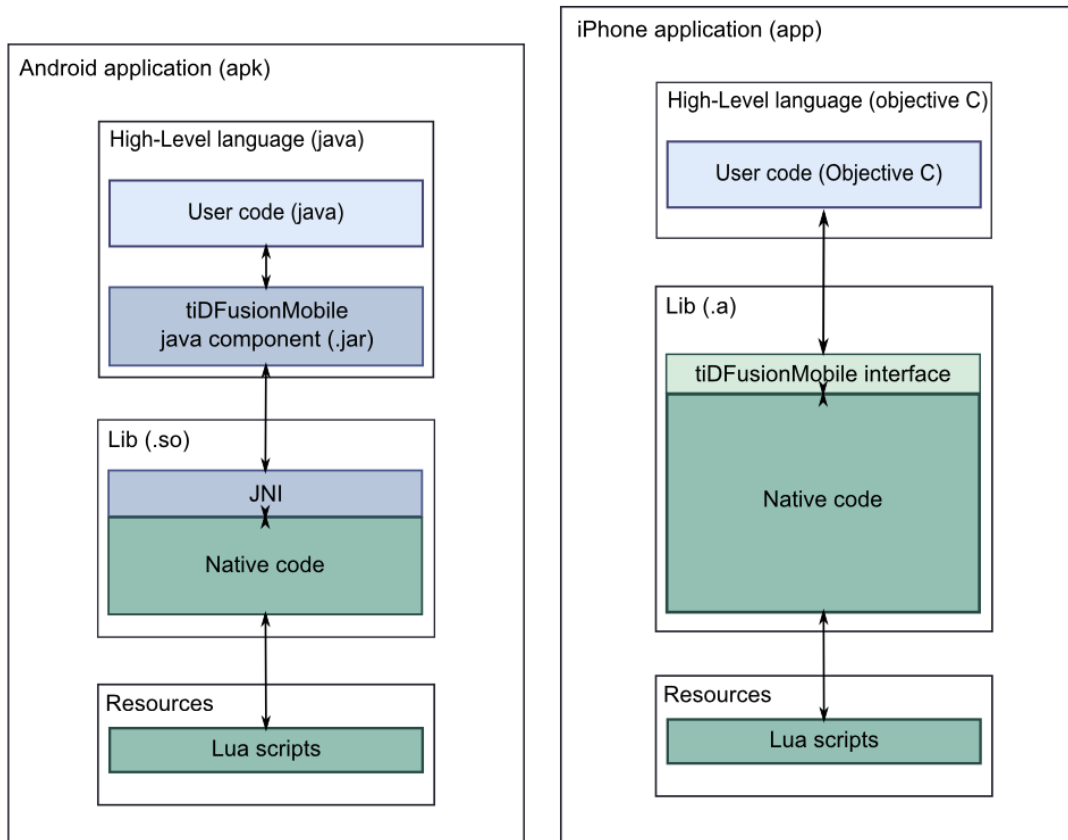 Android application (apk)
High-Level language (java)
User code (java)
tiDFusionMobile
java component (.jar)
Lib (.so)
JNI
Native code
Resources
Lua scripts
iPhone application (app)
High-Level language (objective C)
User code (Objective C)
Lib (.a)
tiDFusionMobile interface
Native code
Resources
Lua scripts